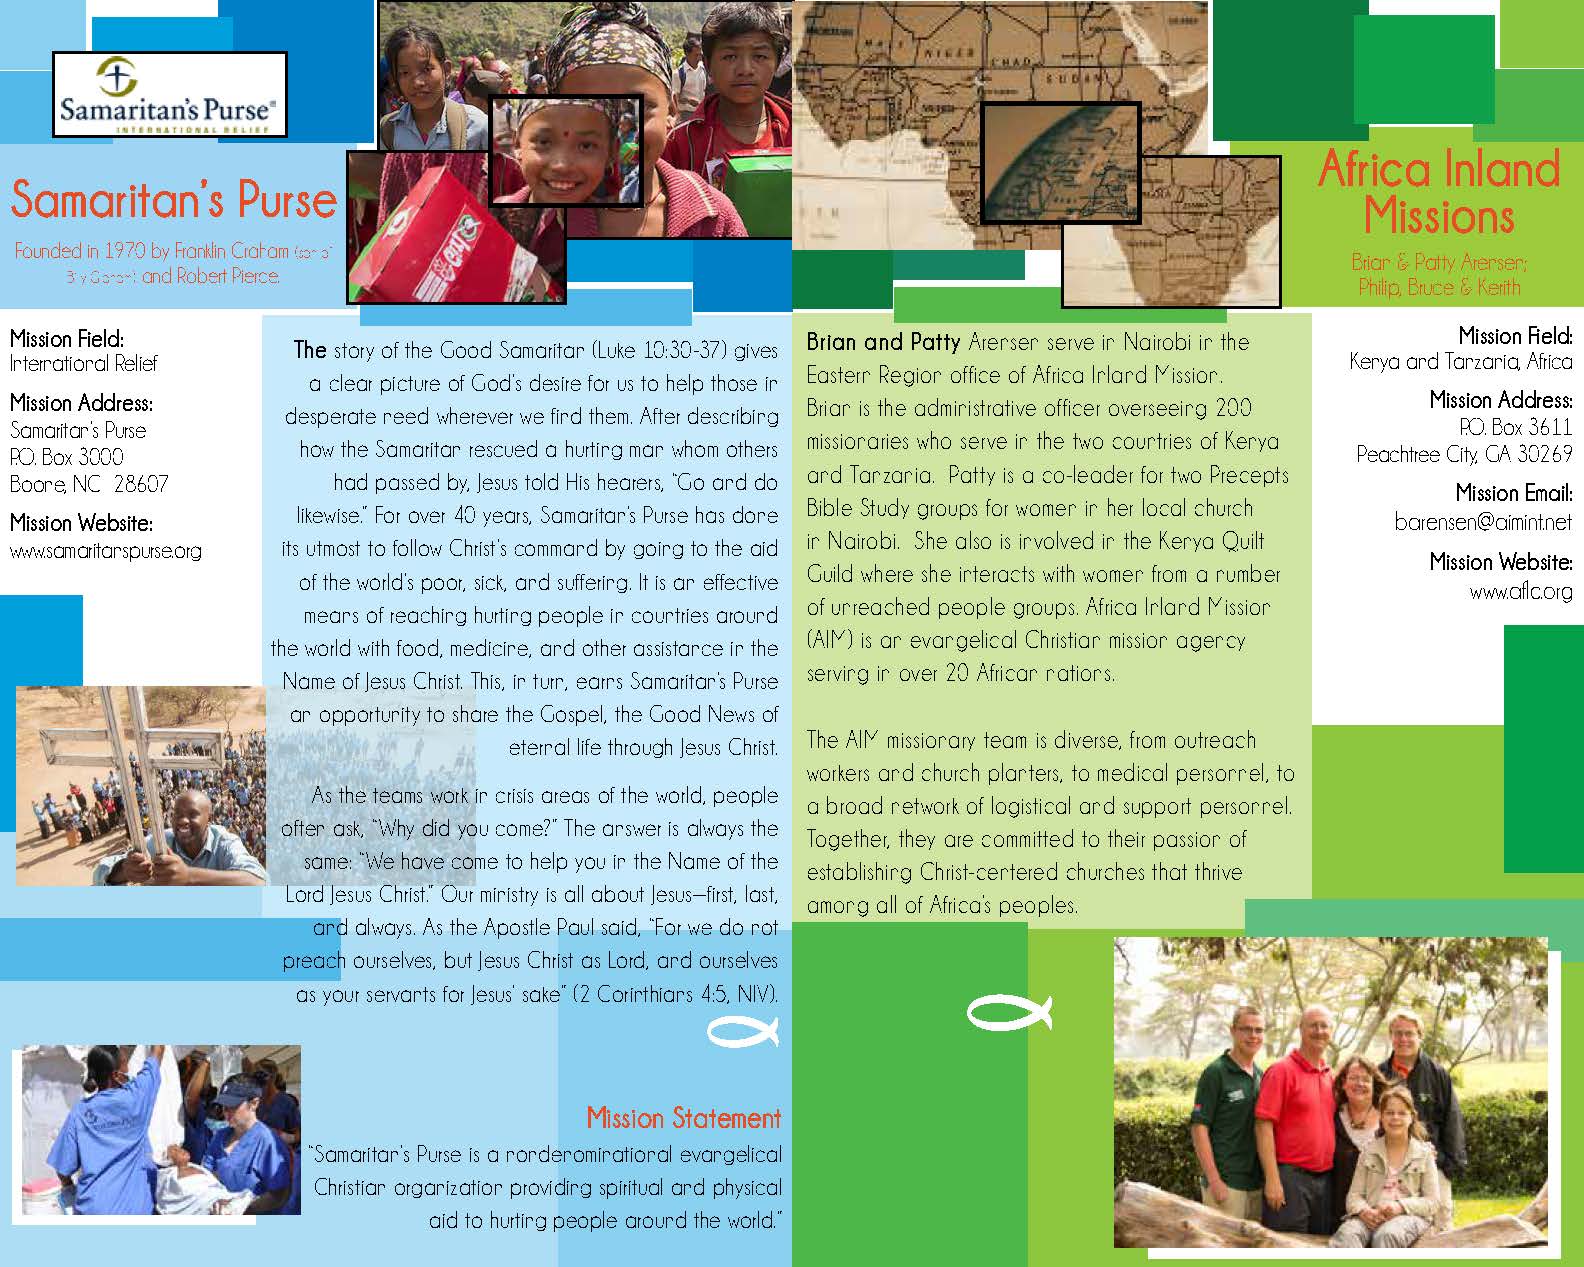 Samaritan's Purse®
INTERNATIONAL RELIEF
Samaritan's Purse
Founded in 1970 by Franklin Graham (son of
Billy Graham) and Robert Pierce.
Mission Field:
International Relief
Mission Address:
Samaritan's Purse
P.O. Box 3000
Boone, NC 28607
Mission Website:
www.samaritanspurse.org
The story of the Good Samaritan (Luke 10:30-37) gives
a clear picture of God's desire for us to help those in
desperate need wherever we find them. After describing
how the Samaritan rescued a hurting man whom others
had passed by, Jesus told His hearers, "Go and do
likewise." For over 40 years, Samaritan's Purse has done
its utmost to follow Christ's command by going to the aid
of the world's poor, sick, and suffering. It is an effective
means of reaching hurting people in countries around
the world with food, medicine, and other assistance in the
Name of Jesus Christ. This, in turn, earns Samaritan's Purse
an opportunity to share the Gospel, the Good News of
eternal life through Jesus Christ.
As the teams work in crisis areas of the world, people
often ask, "Why did you come?" The answer is always the
same: "We have come to help you in the Name of the
Lord Jesus Christ." Our ministry is all about Jesus—first, last,
and always. As the Apostle Paul said, "For we do not
preach ourselves, but Jesus Christ as Lord, and ourselves
as your servants for Jesus' sake" (2 Corinthians 4:5, NIV).
Mission Statement
"Samaritan's Purse is a nondenominational evangelical
Christian organization providing spiritual and physical
aid to hurting people around the world."
NIGER
CHAD
SUDAN
Africa Inland
Missions
Brian & Patty Arensen;
Philip, Bruce & Kerith
Brian and Patty Arensen serve in Nairobi in the
Eastern Region office of Africa Inland Mission.
Brian is the administrative officer overseeing 200
missionaries who serve in the two countries of Kenya
and Tanzania. Patty is a co-leader for two Precepts
Bible Study groups for women in her local church
in Nairobi. She also is involved in the Kenya Quilt
Guild where she interacts with women from a number
of unreached people groups. Africa Inland Mission
(AIM) is an evangelical Christian mission agency
serving in over 20 African nations.
The AIM missionary team is diverse, from outreach
workers and church planters, to medical personnel, to
a broad network of logistical and support personnel.
Together, they are committed to their passion of
establishing Christ-centered churches that thrive
among all of Africa's peoples.
Mission Field:
Kenya and Tanzania, Africa
Mission Address:
P.O. Box 3611
Peachtree City, GA 30269
Mission Email:
barensen@aimint.net
Mission Website:
www.aflc.org